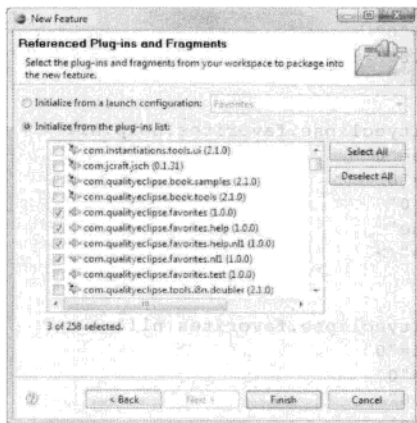 New Feature
Referenced Plug-ins and Fragments
Select the plug-ins and fragments from your workspace to package into
the new feature.
Initialize from a launch configuration: Favorites
Initialize from the plug-ins list:
com.instantiations.tools.ui (2.1.0)
com.jcraft.jsch (0.1.31)
com.qualityeclipse.book.samples (2.1.0)
com.qualityeclipse.book.tools (2.1.0)
com.qualityeclipse.favorites (1.0.0)
com.qualityeclipse.favorites.help (1.0.0)
com.qualityeclipse.favorites.help.nl1 (1.0.0)
com.qualityeclipse.favorites.nl1 (1.0.0)
com.qualityeclipse.favorites.test (1.0.0)
com.qualityeclipse.tools.i8n.doubler (2.1.0)
Select All
Deselect All
3 of 258 selected.
< Back
Next >
Finish
Cancel